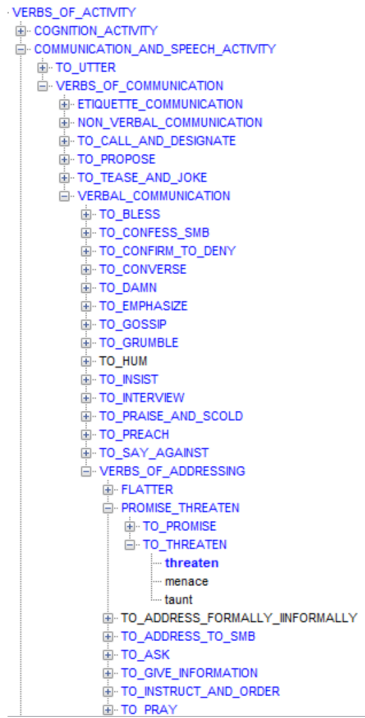 VERBS_OF_ACTIVITY
COGNITION_ACTIVITY
COMMUNICATION_AND_SPEECH_ACTIVITY
TO_UTTER
VERBS_OF_COMMUNICATION
ETIQUETTE_COMMUNICATION
NON_VERBAL_COMMUNICATION
TO_CALL_AND_DESIGNATE
TO_PROPOSE
TO_TEASE_AND_JOKE
VERBAL_COMMUNICATION
TO_BLESS
TO_CONFESS_SMB
TO_CONFIRM_TO_DENY
TO_CONVERSE
TO_DAMN
TO_EMPHASIZE
TO_GOSSIP
TO_GRUMBLE
TO_HUM
TO_INSIST
TO_INTERVIEW
TO_PRAISE_AND_SCOLD
TO_PREACH
TO_SAY_AGAINST
VERBS_OF_ADDRESSING
FLATTER
PROMISE_THREATEN
TO_PROMISE
TO_THREATEN
threaten
menace
taunt
TO_ADDRESS_FORMALLY_IINFORMALLY
TO_ADDRESS_TO_SMB
TO_ASK
TO_GIVE_INFORMATION
TO_INSTRUCT_AND_ORDER
TO_PRAY